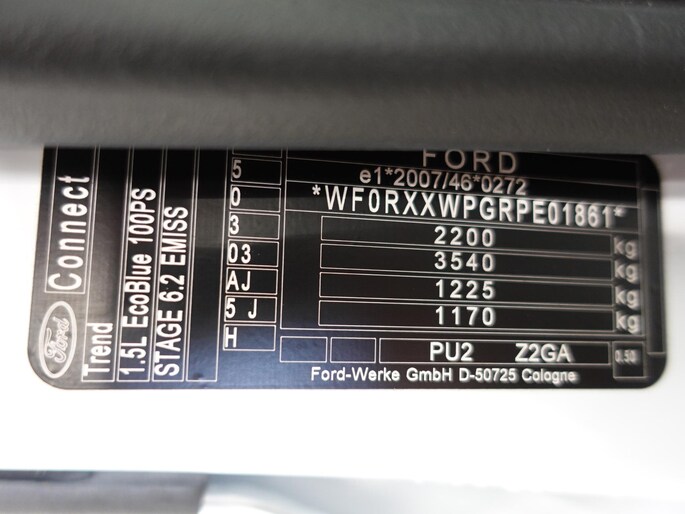 FORD
e1*2007/46*0272
*WF0RXXWPGRPE01861*
2200 kg
3540 kg
1225 kg
1170 kg
PU2 Z2GA 0.50
Ford-Werke GmbH D-50725 Cologne
5
0
3
03
AJ
5 J
H
Ford Connect
Trend
1.5L EcoBlue 100PS
STAGE 6.2 EMISS